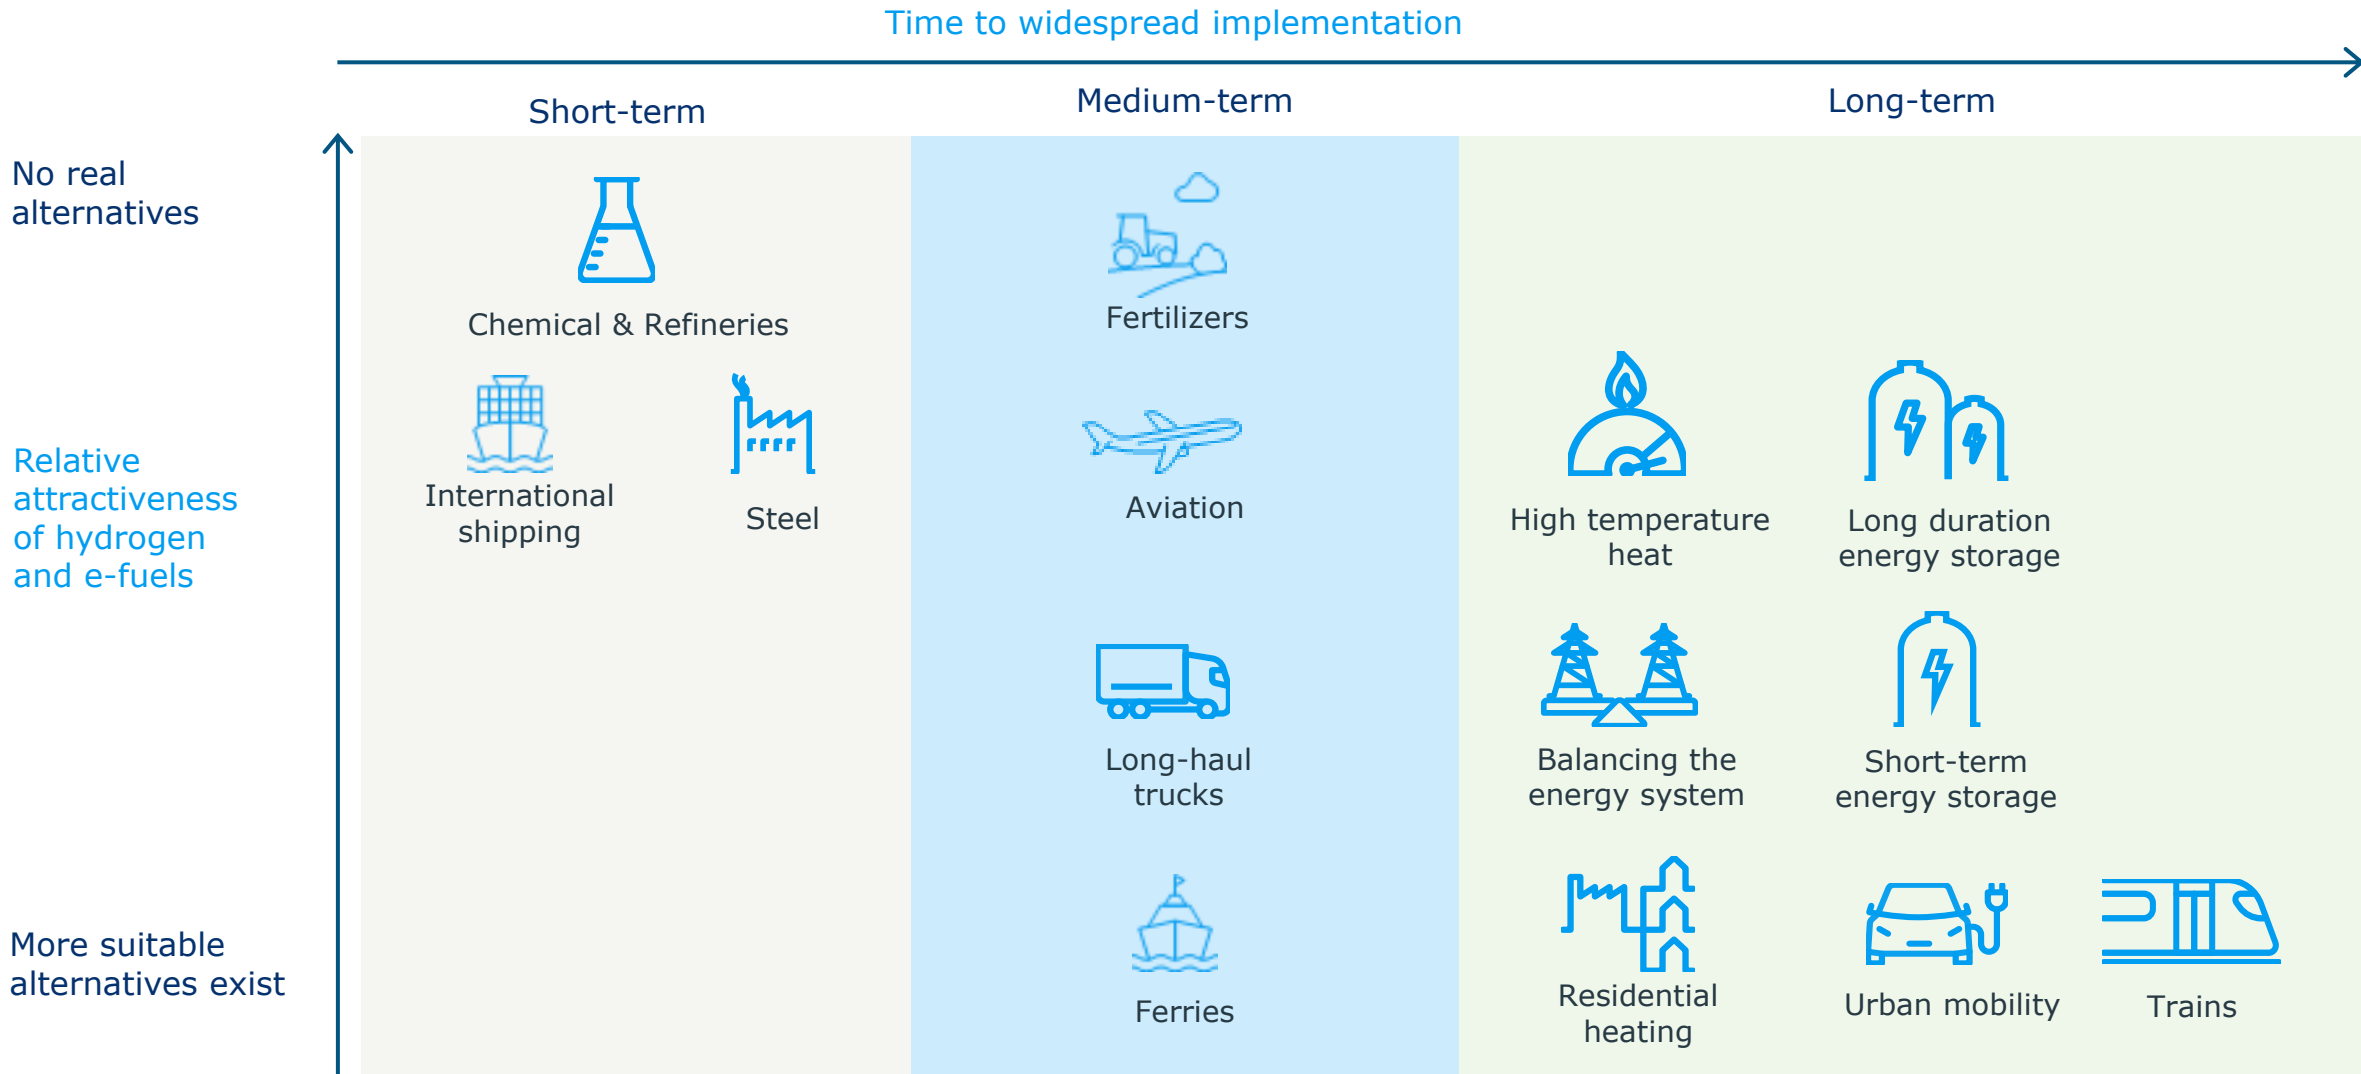 Time to widespread implementation
Short-term
Medium-term
Long-term
No real
alternatives
Relative
attractiveness
of hydrogen
and e-fuels
More suitable
alternatives exist
Chemical & Refineries
International
shipping
Steel
Fertilizers
Aviation
Long-haul
trucks
Ferries
High temperature
heat
Long duration
energy storage
Balancing the
energy system
Short-term
energy storage
Residential
heating
Urban mobility
Trains